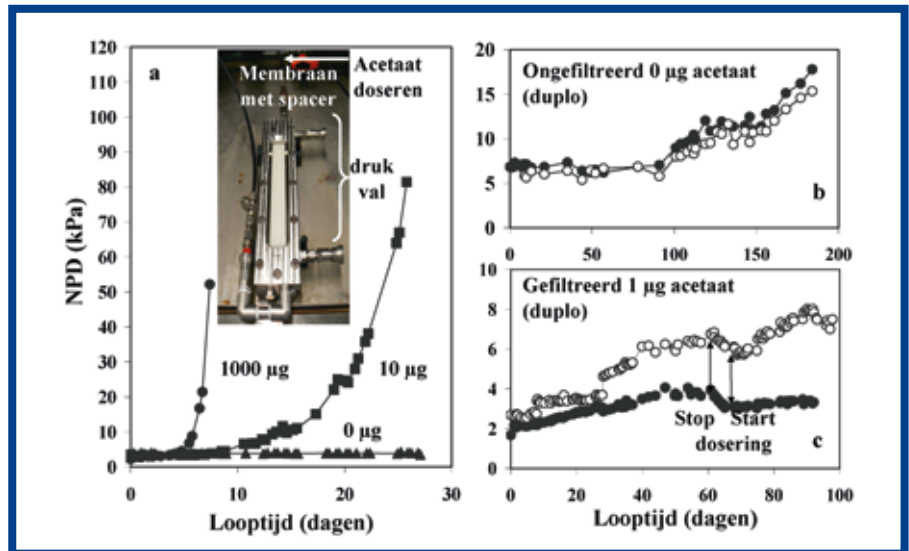 120
110
100
90
80
70
60
50
40
30
20
10
0
NPD (kPa)
a
Membraan
met spacer
Acetaat
doseren
druk
val
1000 µg
10 µg
0 µg
0 10 20 30
Looptijd (dagen)
20
15
10
5
0
Ongefiltreerd 0 µg acetaat
(duplo)
b
0 50 100 150 200
10
8
6
4
2
0
Gefiltreerd 1 µg acetaat
(duplo)
Stop Start
dosering
c
0 20 40 60 80 100
Looptijd (dagen)